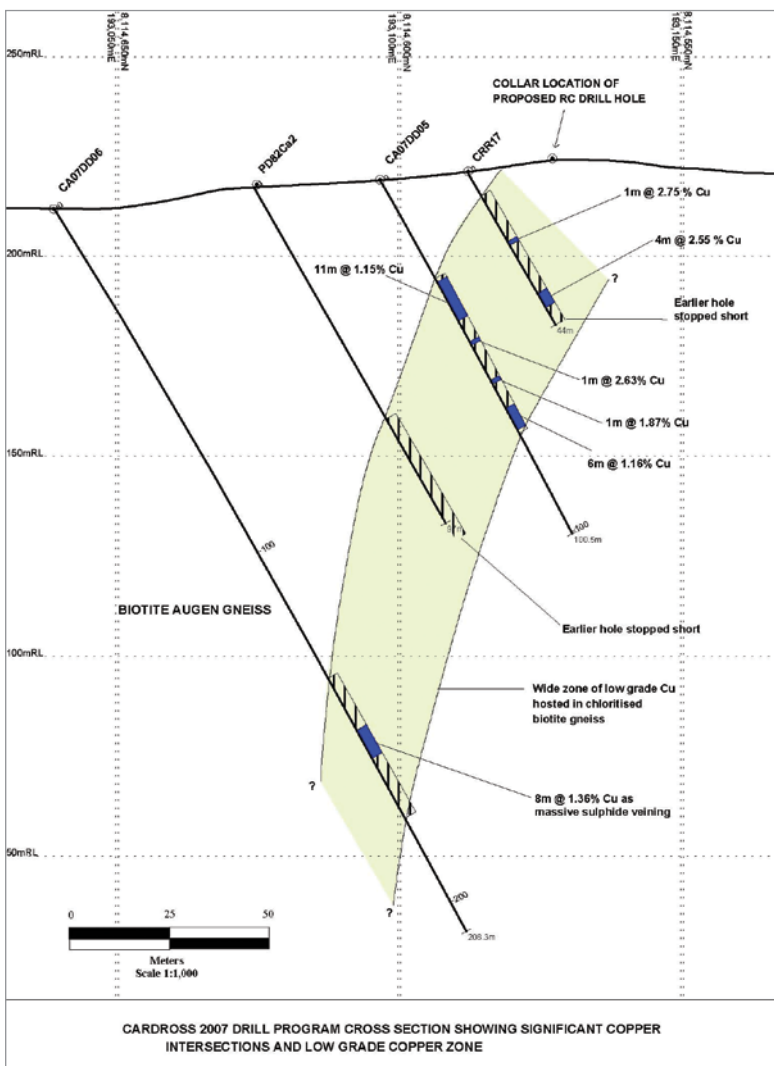 193,050mE
8,114,650mN
193,100mE
8,114,600mN
193,150mE
8,114,550mN
250mRL
COLLAR LOCATION OF
PROPOSED RC DRILL HOLE
CA07DD06
PD82Ca2
CA07DD05
CRR17
1m @ 2.75% Cu
4m @ 2.55 % Cu
200mRL
11m @ 1.15% Cu
?
Earlier hole
stopped short
44m
1m @ 2.63% Cu
1m @ 1.87% Cu
150mRL
6m @ 1.16% Cu
100
100.5m
100
BIOTITE AUGEN GNEISS
Earlier hole stopped short
100mRL
Wide zone of low grade Cu
hosted in chloritised
biotite gneiss
?
8m @ 1.36% Cu as
massive sulphide veining
50mRL
200
?
208.3m
0 25 50
Meters
Scale 1:1,000
CARDROSS 2007 DRILL PROGRAM CROSS SECTION SHOWING SIGNIFICANT COPPER
INTERSECTIONS AND LOW GRADE COPPER ZONE